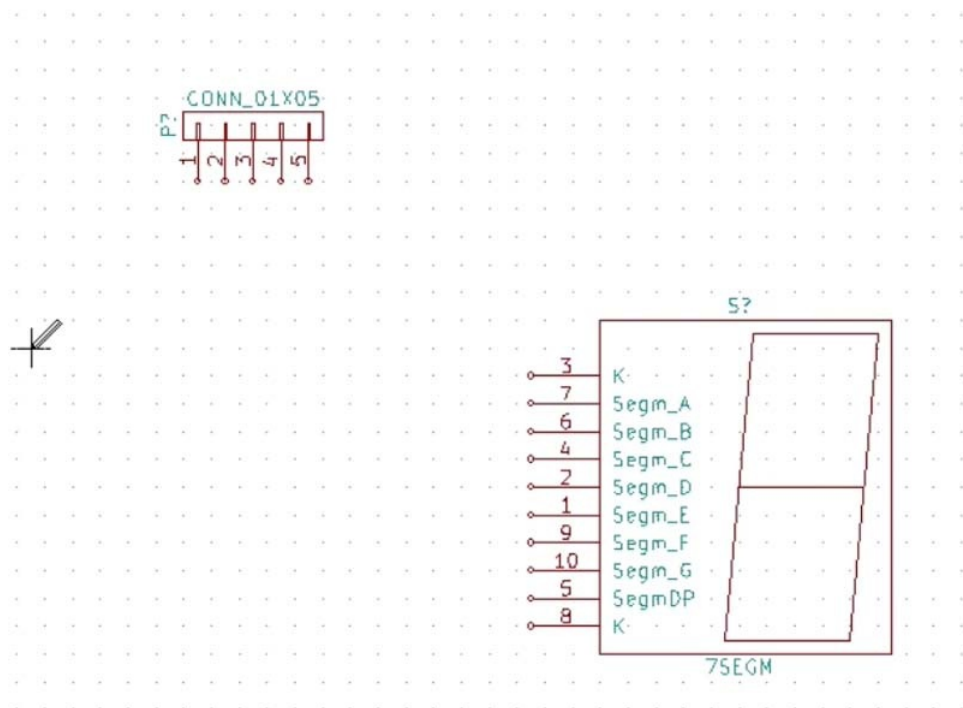 CONN_01X05
P?
1 2 3 4 5
S?
3 K
7 Segm_A
6 Segm_B
4 Segm_C
2 Segm_D
1 Segm_E
9 Segm_F
10 Segm_G
5 SegmDP
8 K
7SEGM